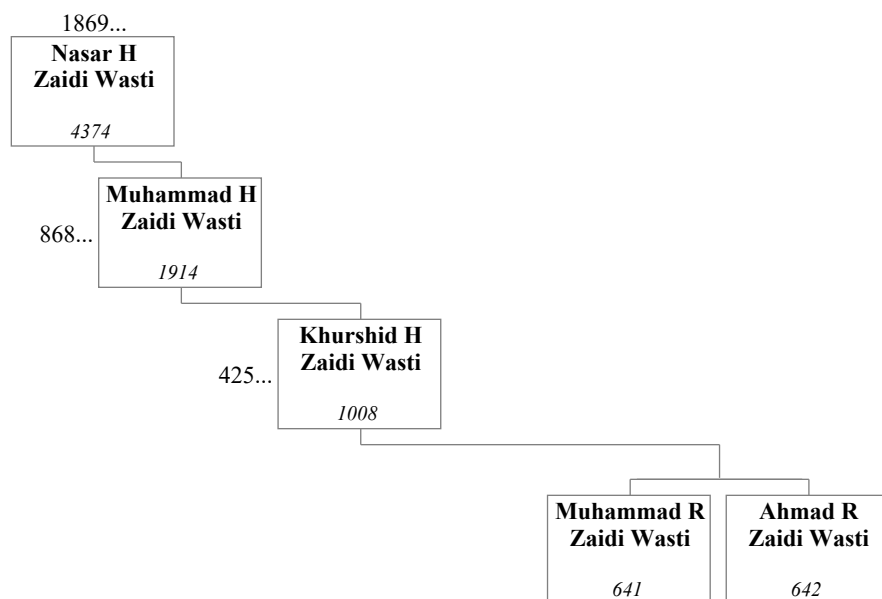 1869...
Nasar H
Zaidi Wasti
4374
Muhammad H
Zaidi Wasti
868...
1914
Khurshid H
Zaidi Wasti
425...
1008
Muhammad R
Zaidi Wasti
641
Ahmad R
Zaidi Wasti
642